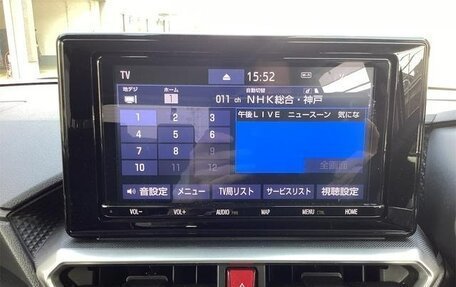 TV 15:52 Wi-Fi
地デジ ホーム 自動切替
1 011 ch NHK総合・神戸
1 2 3 午後LIVE ニュースーン 気にな
4 5 6
7 8 9
10 11 12 全画面
音設定 メニュー TV局リスト サービスリスト 視聴設定
VOL− VOL+ AUDIO MAP MENU HOME